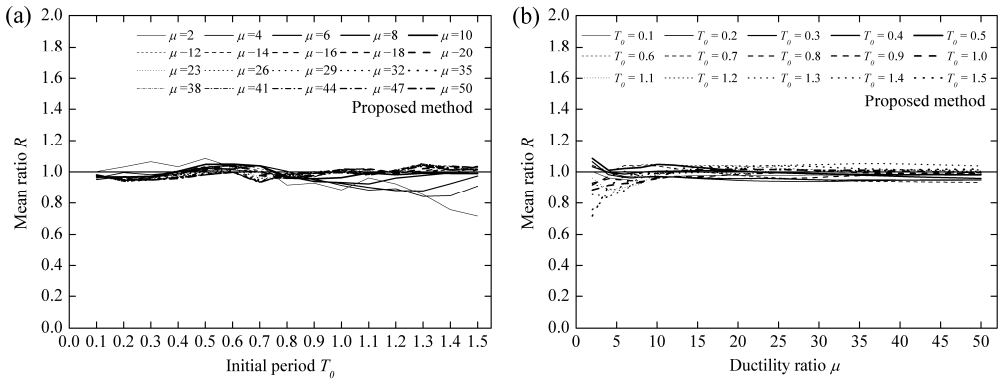 (a)
μ=2 μ=4 μ=6 μ=8 μ=10
μ=12 μ=14 μ=16 μ=18 μ=20
μ=23 μ=26 μ=29 μ=32 μ=35
μ=38 μ=41 μ=44 μ=47 μ=50
Proposed method
Mean ratio R
2.0
1.8
1.6
1.4
1.2
1.0
0.8
0.6
0.4
0.2
0.0
0.0 0.1 0.2 0.3 0.4 0.5 0.6 0.7 0.8 0.9 1.0 1.1 1.2 1.3 1.4 1.5
Initial period T0
(b)
T0 = 0.1 T0 = 0.2 T0 = 0.3 T0 = 0.4 T0 = 0.5
T0 = 0.6 T0 = 0.7 T0 = 0.8 T0 = 0.9 T0 = 1.0
T0 = 1.1 T0 = 1.2 T0 = 1.3 T0 = 1.4 T0 = 1.5
Proposed method
Mean ratio R
2.0
1.8
1.6
1.4
1.2
1.0
0.8
0.6
0.4
0.2
0.0
0 5 10 15 20 25 30 35 40 45 50
Ductility ratio μ